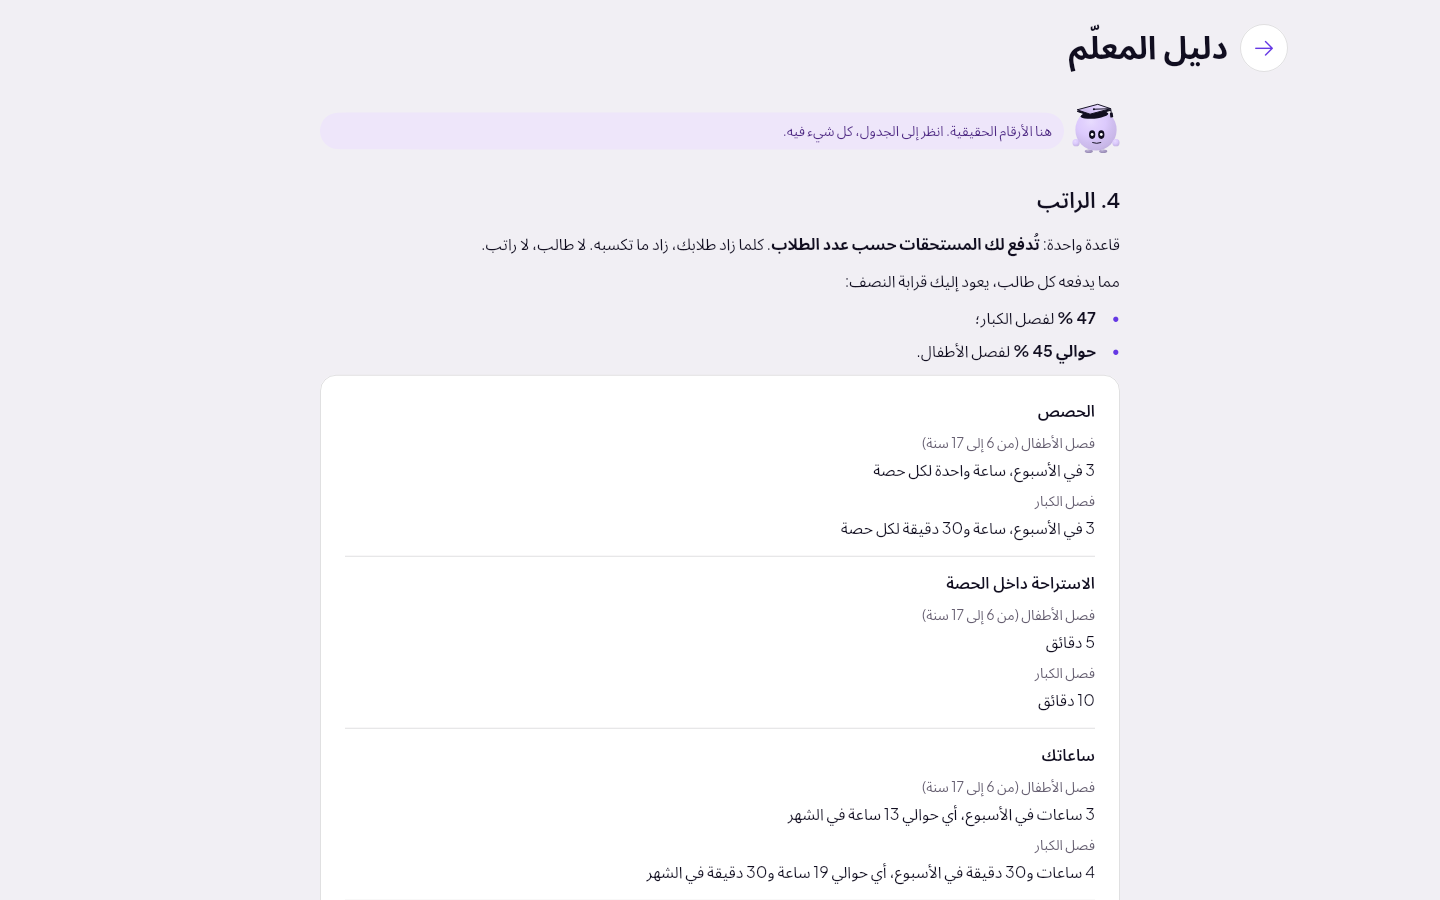 دليل المعلّم
هنا الأرقام الحقيقية. انظر إلى الجدول، كل شيء فيه.
4. الراتب
قاعدة واحدة: تُدفع لك المستحقات حسب عدد الطلاب. كلما زاد طلابك، زاد ما تكسبه. لا طالب، لا راتب.
مما يدفعه كل طالب، يعود إليك قرابة النصف:
• 47 % لفصل الكبار؛
• حوالي 45 % لفصل الأطفال.
الحصص
فصل الأطفال (من 6 إلى 17 سنة)
3 في الأسبوع، ساعة واحدة لكل حصة
فصل الكبار
3 في الأسبوع، ساعة و30 دقيقة لكل حصة
الاستراحة داخل الحصة
فصل الأطفال (من 6 إلى 17 سنة)
5 دقائق
فصل الكبار
10 دقائق
ساعاتك
فصل الأطفال (من 6 إلى 17 سنة)
3 ساعات في الأسبوع، أي حوالي 13 ساعة في الشهر
فصل الكبار
4 ساعات و30 دقيقة في الأسبوع، أي حوالي 19 ساعة و30 دقيقة في الشهر